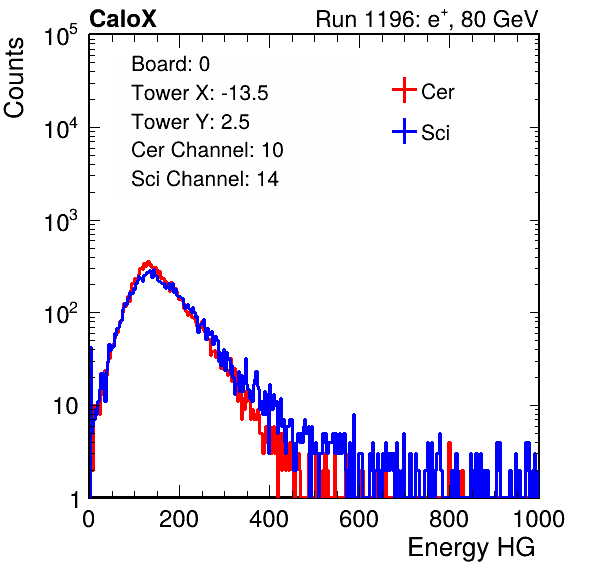 CaloX Run 1196: e⁺, 80 GeV
Counts
Board: 0
Tower X: -13.5
Tower Y: 2.5
Cer Channel: 10
Sci Channel: 14
Cer
Sci
10⁵
10⁴
10³
10²
10
1
0 200 400 600 800 1000
Energy HG